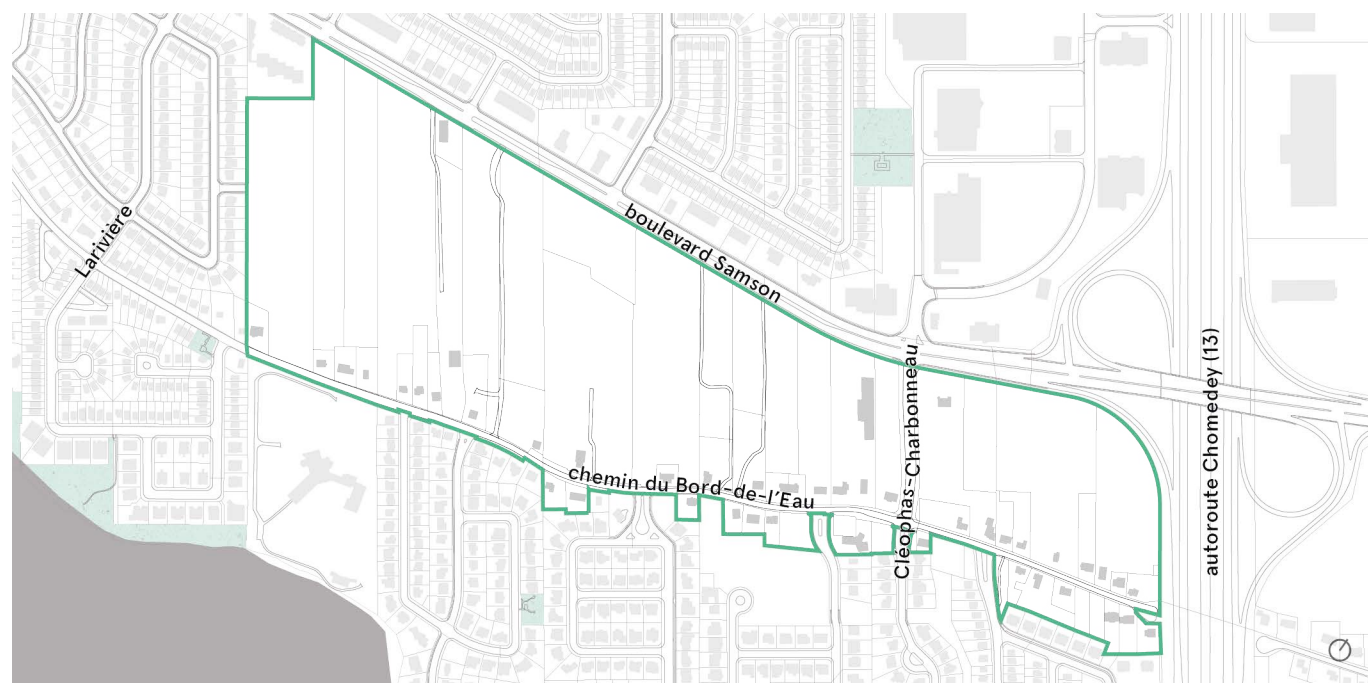 Larivière
boulevard Samson
chemin du Bord-de-l'Eau
Cléophas-Charbonneau
autoroute Chomedey (13)